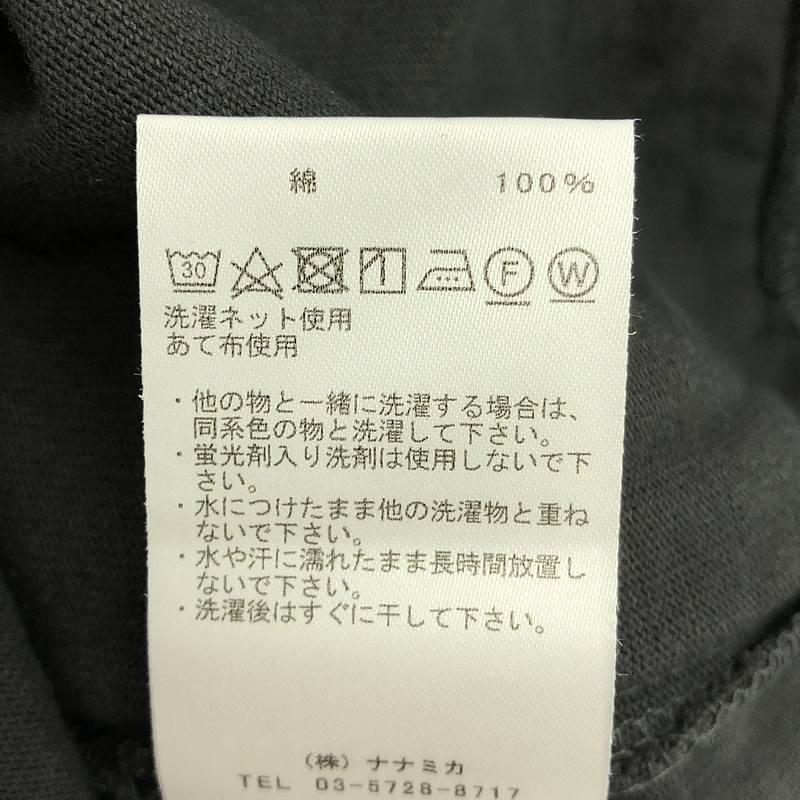 綿 100%
30 F W
洗濯ネット使用
あて布使用
・他の物と一緒に洗濯する場合は、
同系色の物と洗濯して下さい。
・蛍光剤入り洗剤は使用しないで下
さい。
・水につけたまま他の洗濯物と重ね
ないで下さい。
・水や汗に濡れたまま長時間放置し
ないで下さい。
・洗濯後はすぐに干して下さい。
(株) ナナミカ
TEL 03-5728-8717